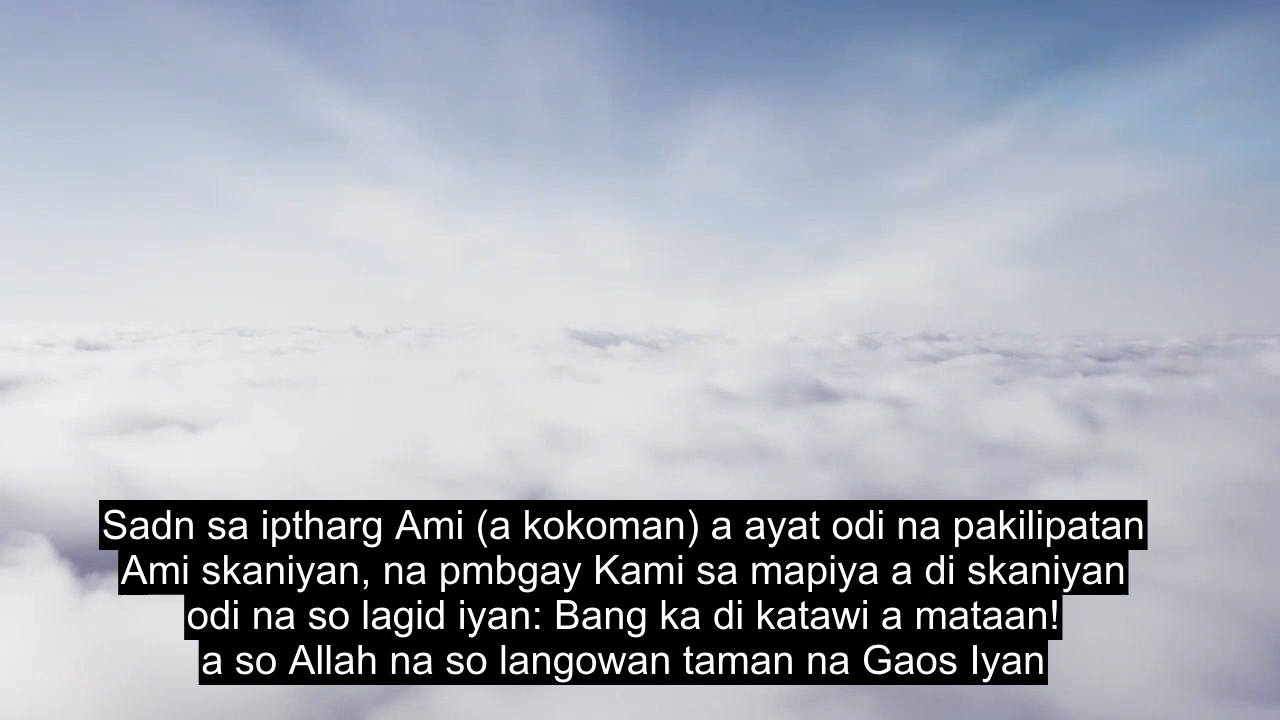 Sadn sa iptharg Ami (a kokoman) a ayat odi na pakilipatan
Ami skaniyan, na pmbgay Kami sa mapiya a di skaniyan
odi na so lagid iyan: Bang ka di katawi a mataan!
a so Allah na so langowan taman na Gaos Iyan